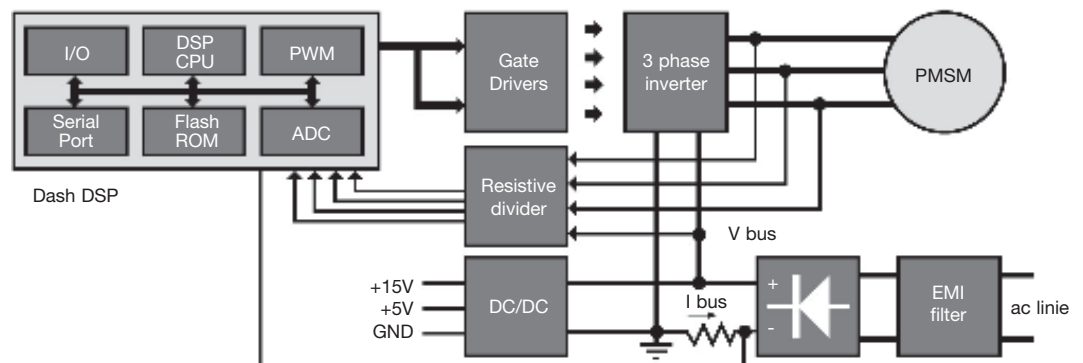 I/O
DSP
CPU
PWM
Serial
Port
Flash
ROM
ADC
Dash DSP
Gate
Drivers
3 phase
inverter
PMSM
Resistive
divider
V bus
+15V
+5V
GND
DC/DC
I bus
+
-
EMI
filter
ac linie